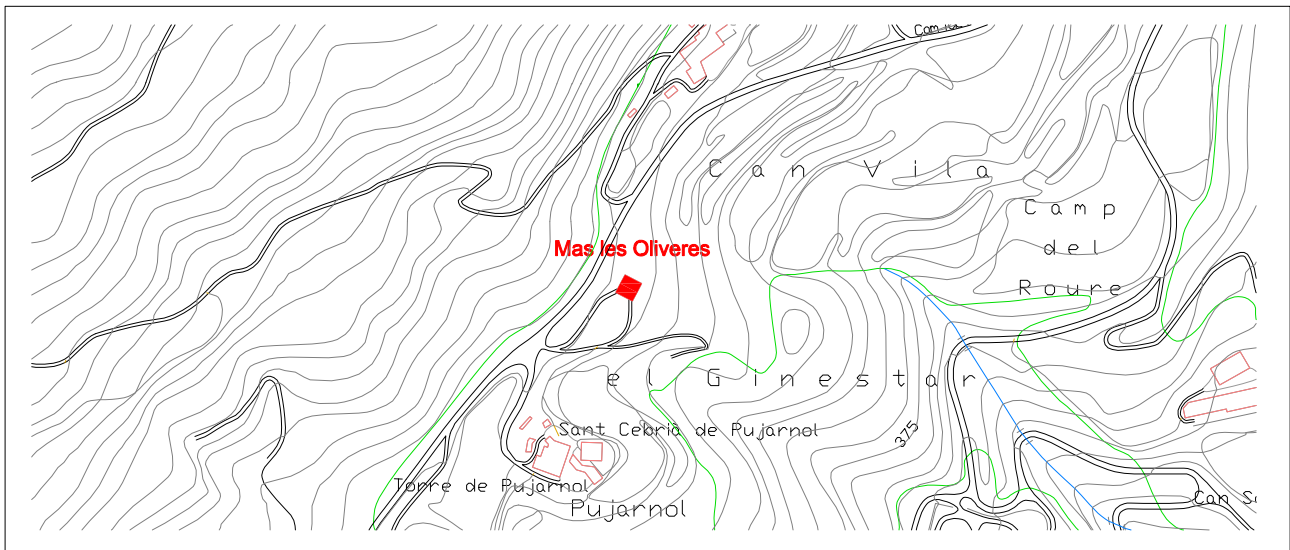 Can Vila
Camp
del
Roure
Mas les Oliveres
el Ginestar
Sant Cebrià de Pujarnol
375
Torre de Pujarnol
Pujarnol
Can